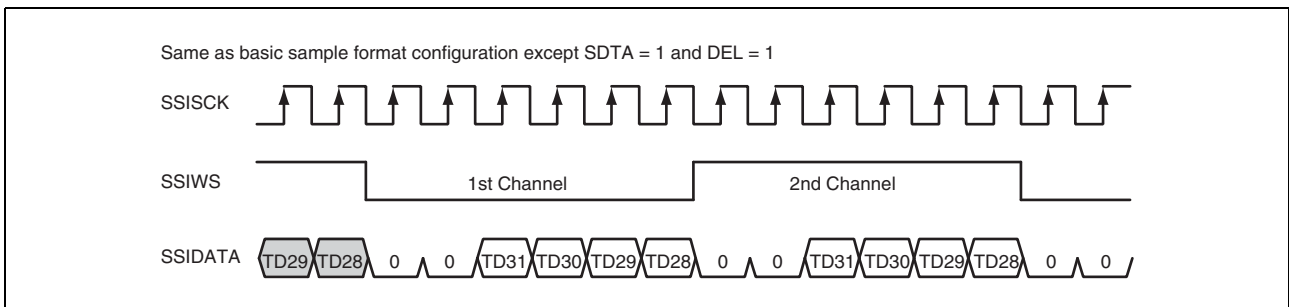 Same as basic sample format configuration except SDTA = 1 and DEL = 1
SSISCK
SSIWS 1st Channel 2nd Channel
SSIDATA TD29 TD28 0 0 TD31 TD30 TD29 TD28 0 0 TD31 TD30 TD29 TD28 0 0